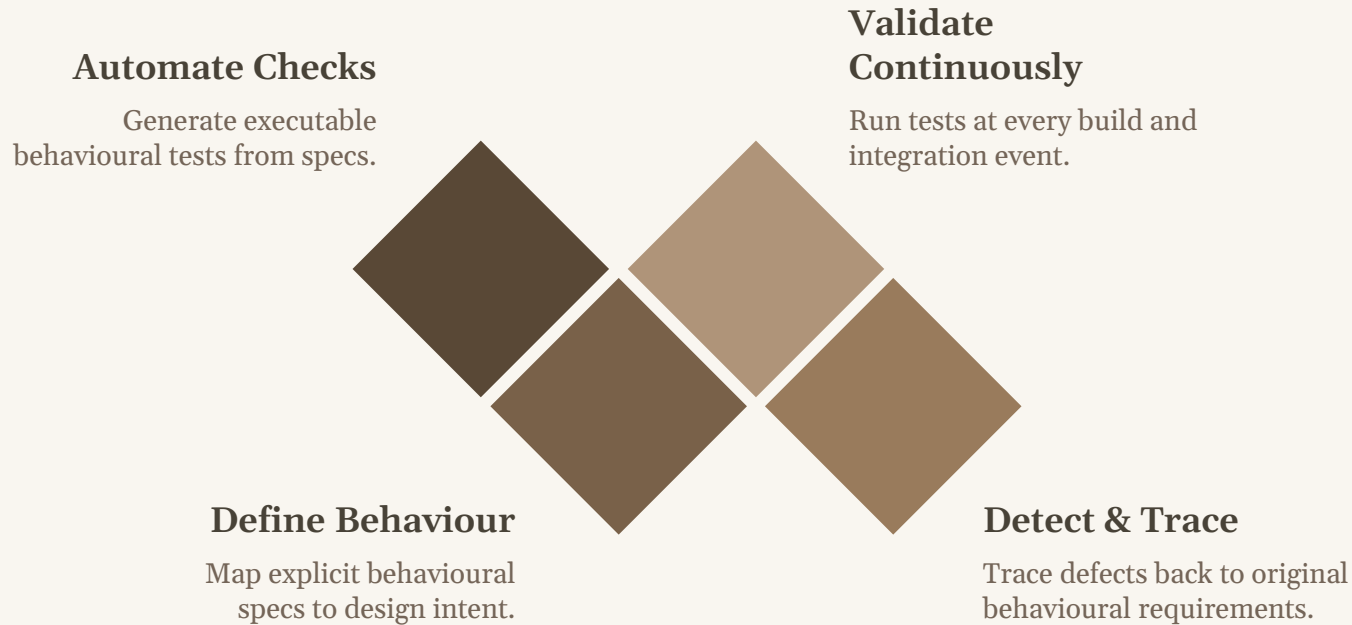 Automate Checks
Generate executable
behavioural tests from specs.
Validate
Continuously
Run tests at every build and
integration event.
Define Behaviour
Map explicit behavioural
specs to design intent.
Detect & Trace
Trace defects back to original
behavioural requirements.